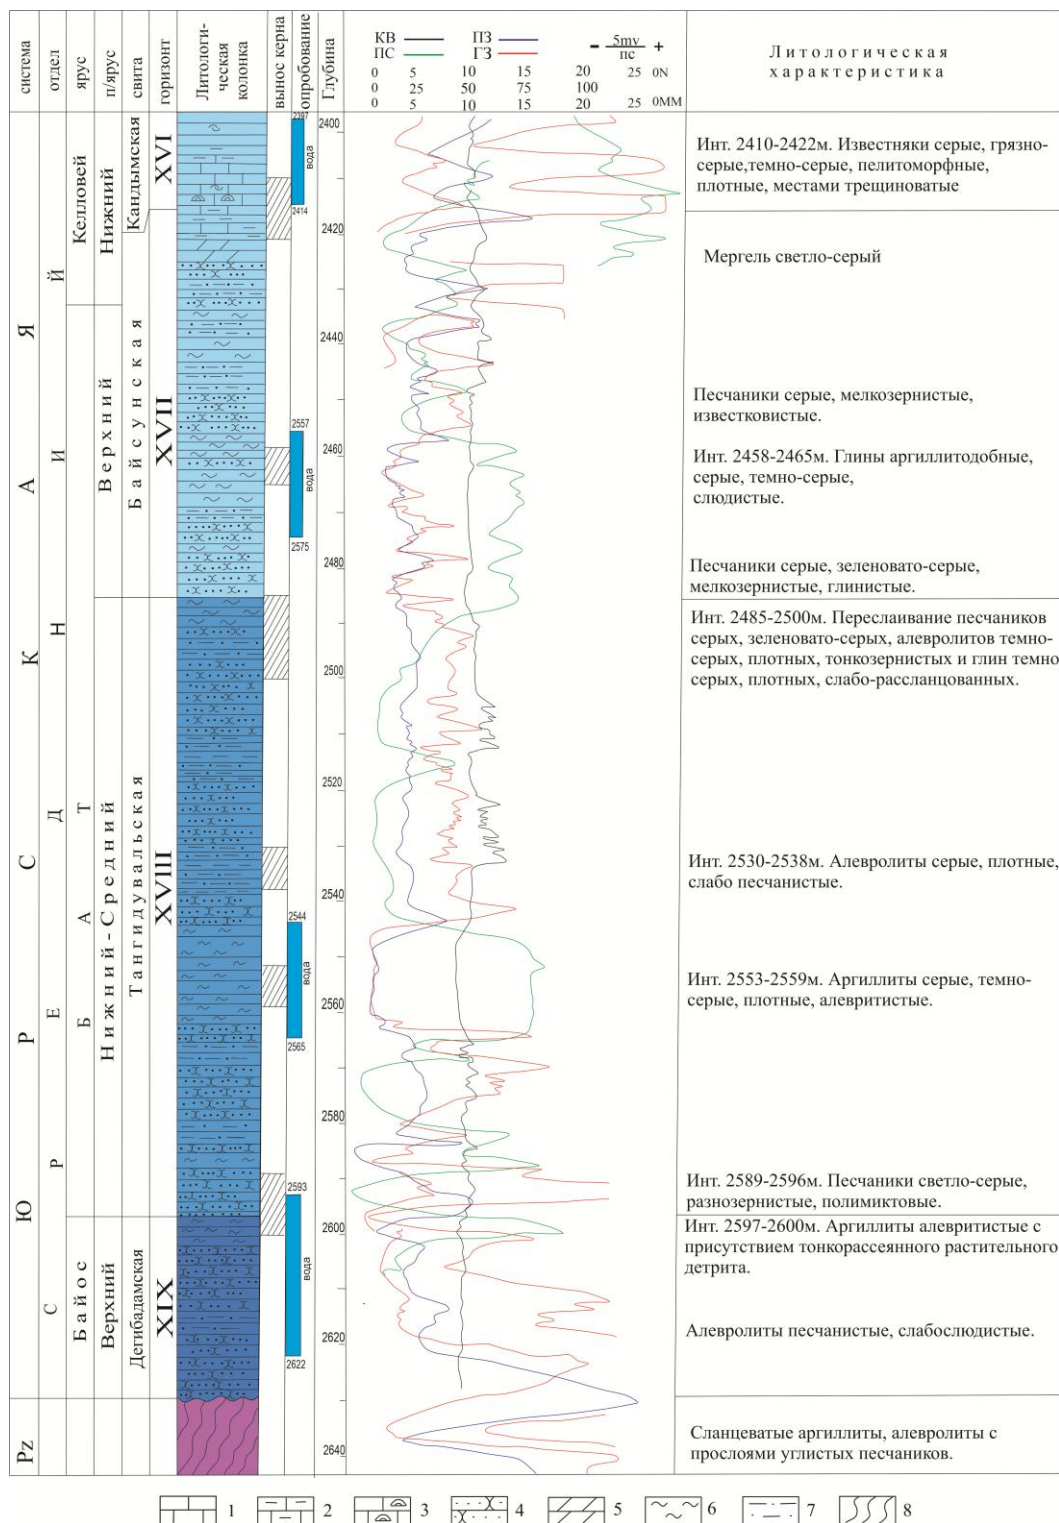 система
отдел
ярус
п/ярус
свита
горизонт
Литологи-
ческая
колонка
вынос керна
опробование
Глубина
КВ
ПС
ПЗ
ГЗ
- 5mv +
пс
0 5 10 15 20 25 0N
0 25 50 75 100
0 5 10 15 20 25 0ММ
Литологическая
характеристика
ЮРСКАЯ
СРЕДНИЙ
Келловей
Нижний
Кандымская
XVI
БАТ
Верхний
Байсунская
XVII
Нижний-Средний
Тангидувальская
XVIII
Байос
Верхний
Дегибадамская
XIX
Pz
2397
вода
2414
2557
вода
2575
2544
вода
2565
2593
вода
2622
2400
2420
2440
2460
2480
2500
2520
2540
2560
2580
2600
2620
2640
Инт. 2410-2422м. Известняки серые, грязно-
серые,темно-серые, пелитоморфные,
плотные, местами трещиноватые
Мергель светло-серый
Песчаники серые, мелкозернистые,
известковистые.
Инт. 2458-2465м. Глины аргиллитодобные,
серые, темно-серые,
слюдистые.
Песчаники серые, зеленовато-серые,
мелкозернистые, глинистые.
Инт. 2485-2500м. Переслаивание песчаников
серых, зеленовато-серых, алевролитов темно-
серых, плотных, тонкозернистых и глин темно
серых, плотных, слабо-рассланцованных.
Инт. 2530-2538м. Алевролиты серые, плотные,
слабо песчанистые.
Инт. 2553-2559м. Аргиллиты серые, темно-
серые, плотные, алевритистые.
Инт. 2589-2596м. Песчаники светло-серые,
разнозернистые, полимиктовые.
Инт. 2597-2600м. Аргиллиты алевритистые с
присутствием тонкорассеянного растительного
детрита.
Алевролиты песчанистые, слабослюдистые.
Сланцеватые аргиллиты, алевролиты с
прослоями углистых песчаников.
1 2 3 4 5 6 7 8